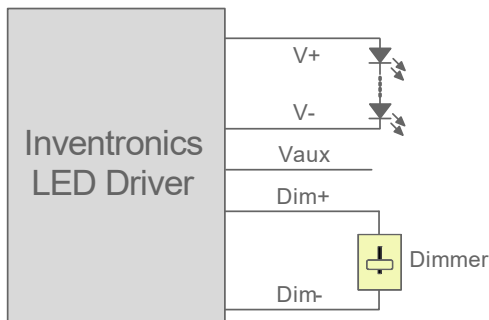 Inventronics
LED Driver
V+
V-
Vaux
Dim+
Dimmer
Dim-